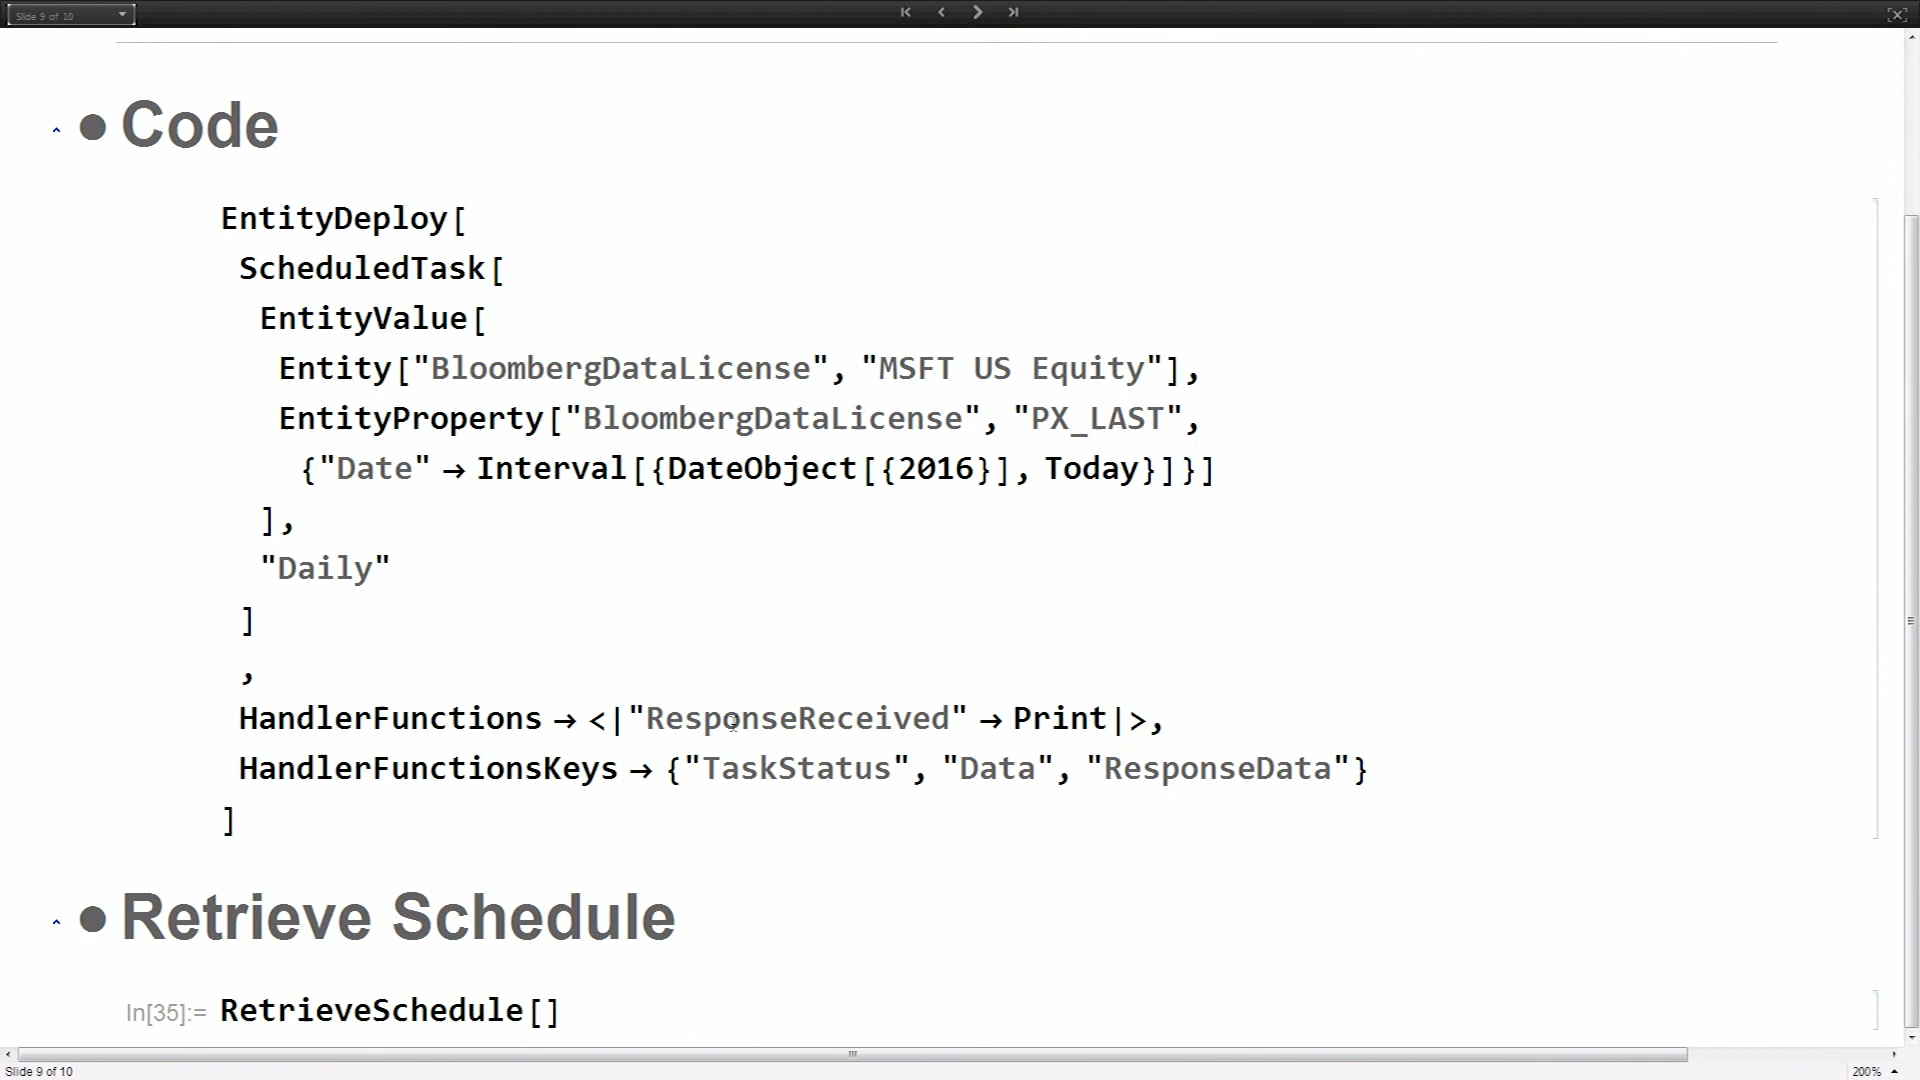 Slide 9 of 10
Code
EntityDeploy[
ScheduledTask[
EntityValue[
Entity["BloombergDataLicense", "MSFT US Equity"],
EntityProperty["BloombergDataLicense", "PX_LAST",
{"Date" → Interval[{DateObject[{2016}], Today}]}]
],
"Daily"
]
,
HandlerFunctions → <|"ResponseReceived" → Print|>,
HandlerFunctionsKeys → {"TaskStatus", "Data", "ResponseData"}
]
Retrieve Schedule
In[35]:= RetrieveSchedule[]
Slide 9 of 10 200%